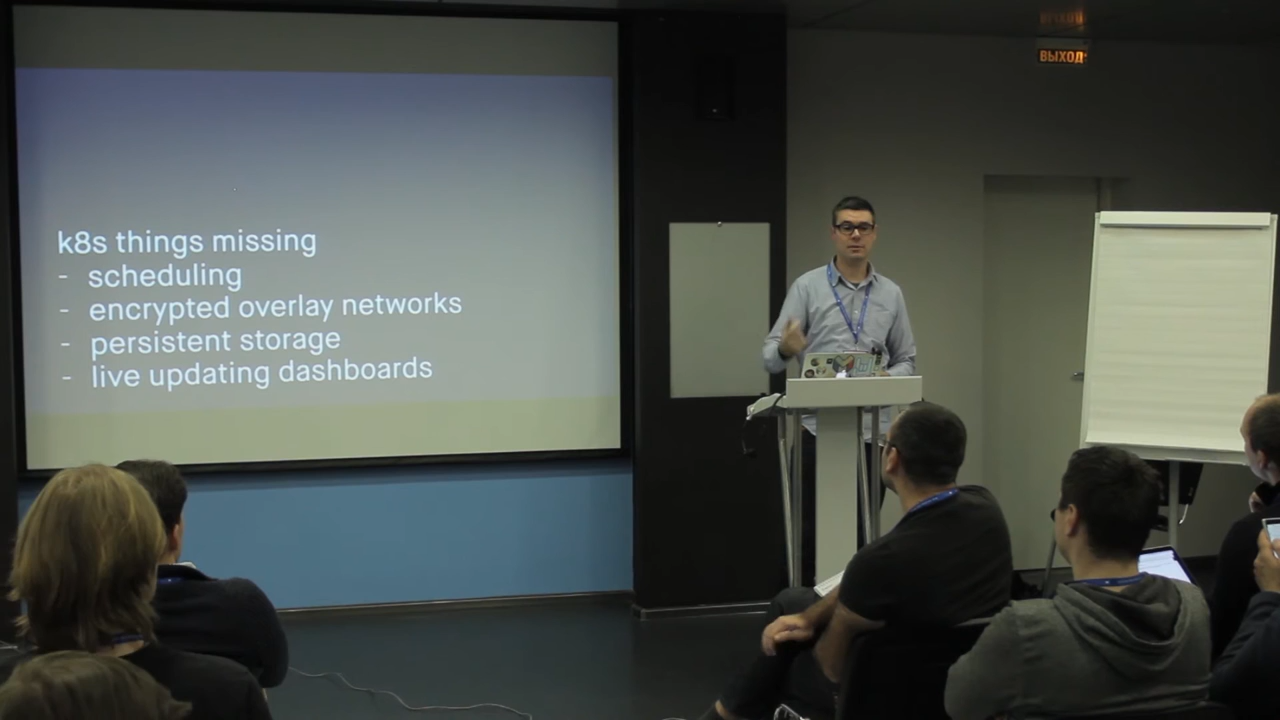 k8s things missing
- scheduling
- encrypted overlay networks
- persistent storage
- live updating dashboards
ВЫХОД